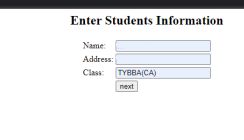 Enter Students Information
Name:
Address:
Class: TYBBA(CA)
next